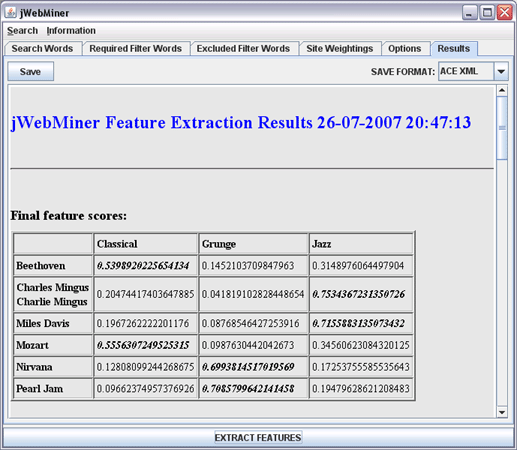 jWebMiner
Search Information
Search Words Required Filter Words Excluded Filter Words Site Weightings Options Results
Save SAVE FORMAT: ACE XML
jWebMiner Feature Extraction Results 26-07-2007 20:47:13
Final feature scores:
Classical Grunge Jazz
Beethoven 0.5398920225654134 0.1452103709847963 0.3148976064497904
Charles Mingus
Charlie Mingus 0.20474417403647885 0.041819102828448654 0.7534367231350726
Miles Davis 0.1967262222201176 0.08768546427253916 0.7155883135073432
Mozart 0.5556307249525315 0.098763044204267​3 0.34560623084320125
Nirvana 0.12808099244268675 0.6993814517019569 0.17253755585535643
Pearl Jam 0.09662374957376926 0.7085799642141458 0.19479628621208483
EXTRACT FEATURES